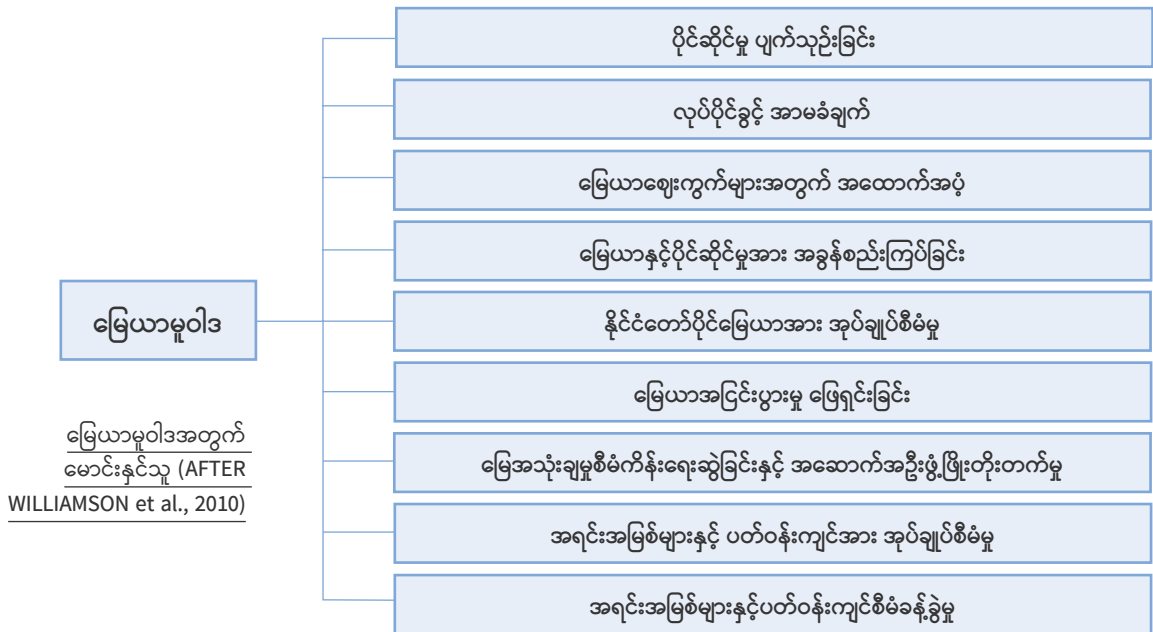 ပိုင်ဆိုင်မှု ပျက်သုဉ်းခြင်း
လုပ်ပိုင်ခွင့် အာမခံချက်
မြေယာဈေးကွက်များအတွက် အထောက်အပံ့
မြေယာနှင့်ပိုင်ဆိုင်မှုအား အခွန်စည်းကြပ်ခြင်း
မြေယာမူဝါဒ
နိုင်ငံတော်ပိုင်မြေယာအား အုပ်ချုပ်စီမံမှု
မြေယာအငြင်းပွားမှု ဖြေရှင်းခြင်း
မြေယာမူဝါဒအတွက်
မောင်းနှင်သူ (AFTER
WILLIAMSON et al., 2010)
မြေအသုံးချမှုစီမံကိန်းရေးဆွဲခြင်းနှင့် အဆောက်အဦးဖွံ့ဖြိုးတိုးတက်မှု
အရင်းအမြစ်များနှင့် ပတ်ဝန်းကျင်အား အုပ်ချုပ်စီမံမှု
အရင်းအမြစ်များနှင့်ပတ်ဝန်းကျင်စီမံခန့်ခွဲမှု